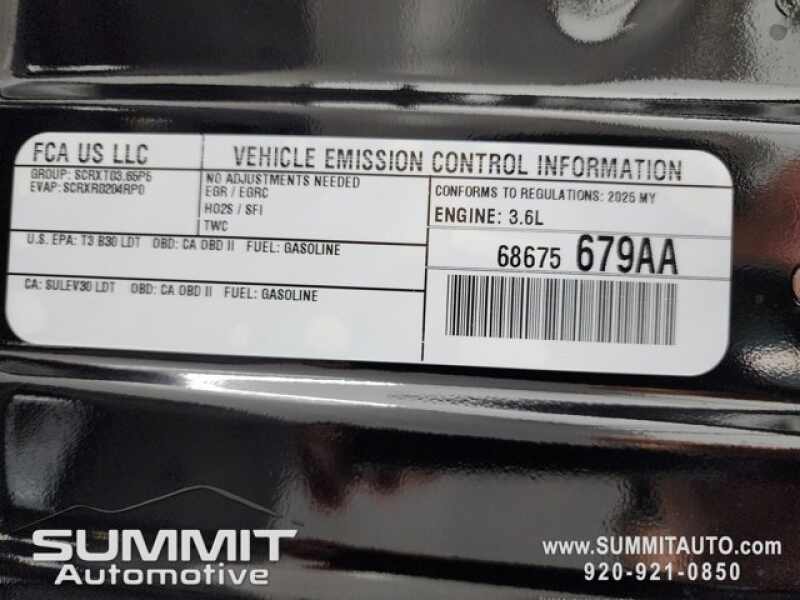 FCA US LLC
GROUP: SCRXT03.65P5
EVAP: SCRXR0204RP0
VEHICLE EMISSION CONTROL INFORMATION
NO ADJUSTMENTS NEEDED
EGR / EGRC
HO2S / SFI
TWC
CONFORMS TO REGULATIONS: 2025 MY
ENGINE: 3.6L
U.S. EPA: T3 B30 LDT OBD: CA OBD II FUEL: GASOLINE
68675 679AA
CA: SULEV30 LDT OBD: CA OBD II FUEL: GASOLINE
SUMMIT
Automotive
www.SUMMITAUTO.com
920-921-0850